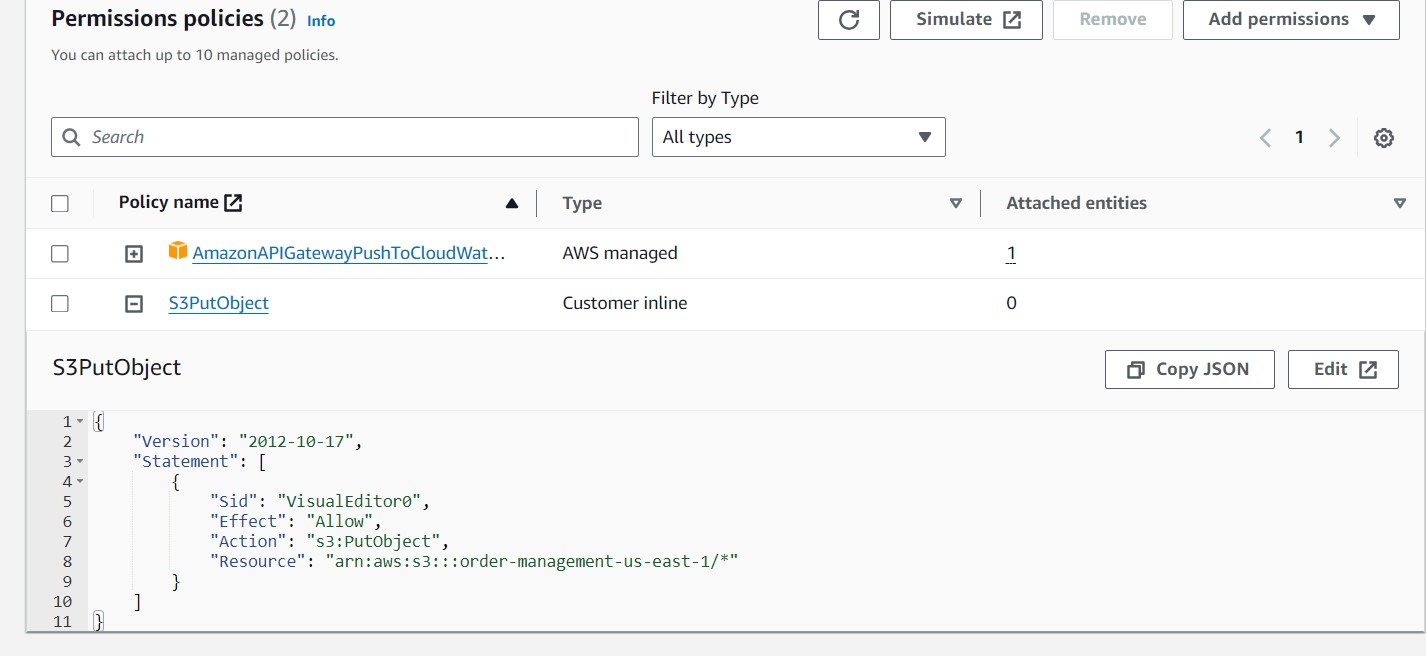 Permissions policies (2) Info
Simulate
Remove
Add permissions
You can attach up to 10 managed policies.
Filter by Type
Search
All types
1
Policy name
Type
Attached entities
AmazonAPIGatewayPushToCloudWat...
AWS managed
1
S3PutObject
Customer inline
0
S3PutObject
Copy JSON
Edit
1 {
2 "Version": "2012-10-17",
3 "Statement": [
4 {
5 "Sid": "VisualEditor0",
6 "Effect": "Allow",
7 "Action": "s3:PutObject",
8 "Resource": "arn:aws:s3:::order-management-us-east-1/*"
9 }
10 ]
11 }